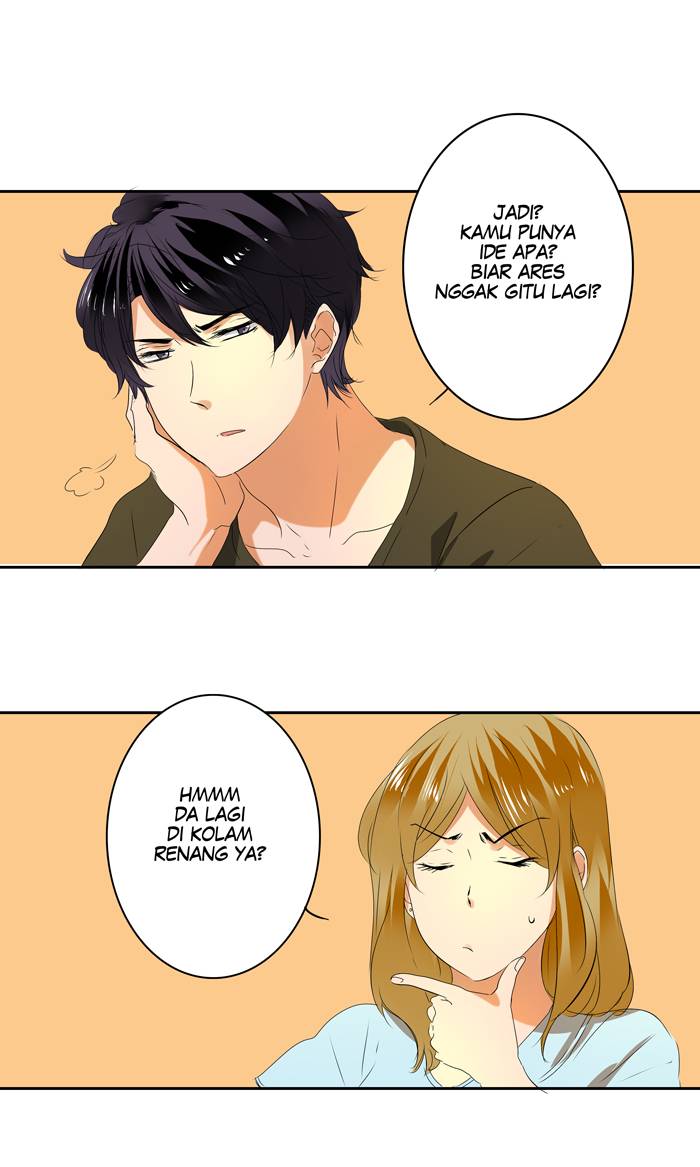 JADI?
KAMU PUNYA
IDE APA?
BIAR ARES
NGGAK GITU LAGI?
HMMM
DA LAGI
DI KOLAM
RENANG YA?